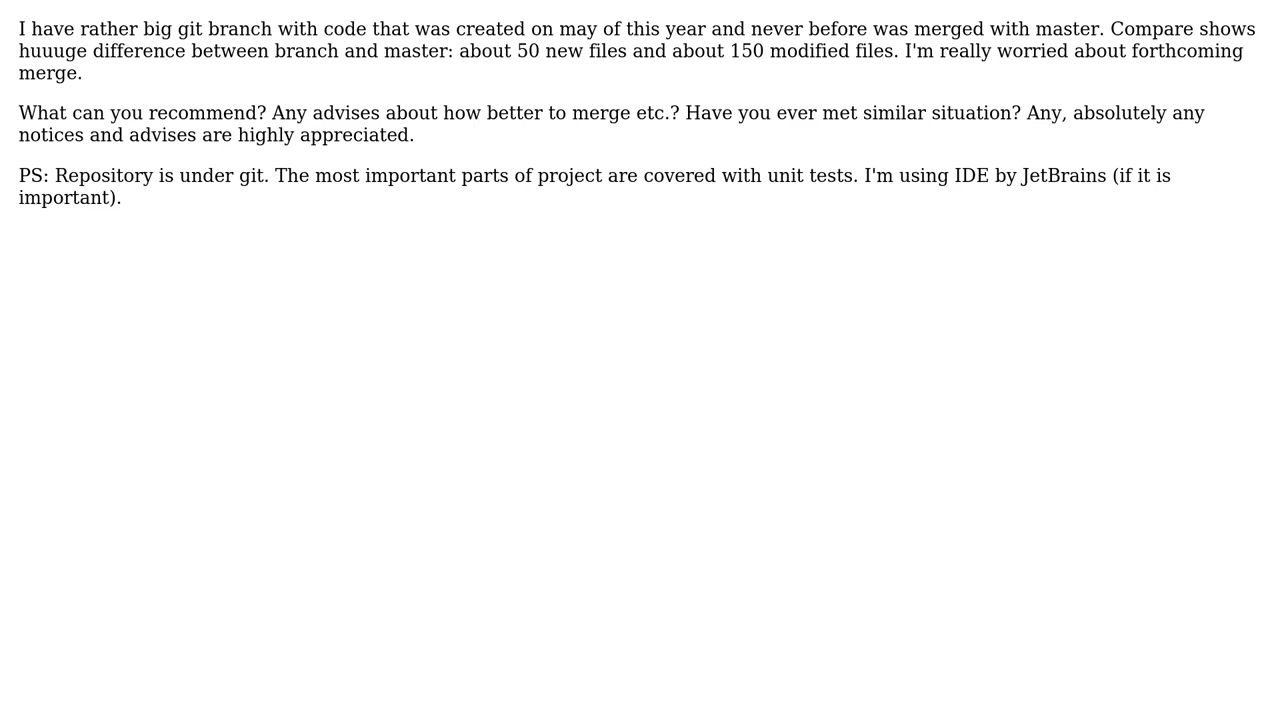 I have rather big git branch with code that was created on may of this year and never before was merged with master. Compare shows
huuuge difference between branch and master: about 50 new files and about 150 modified files. I'm really worried about forthcoming
merge.
What can you recommend? Any advises about how better to merge etc.? Have you ever met similar situation? Any, absolutely any
notices and advises are highly appreciated.
PS: Repository is under git. The most important parts of project are covered with unit tests. I'm using IDE by JetBrains (if it is
important).